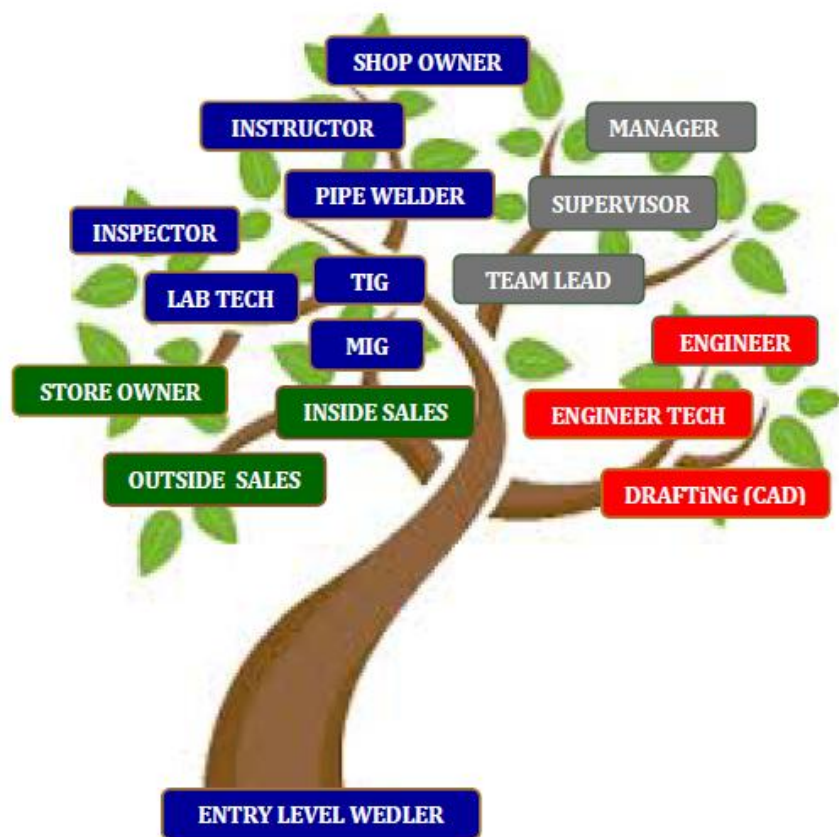 SHOP OWNER
INSTRUCTOR
MANAGER
PIPE WELDER
SUPERVISOR
INSPECTOR
TIG
TEAM LEAD
LAB TECH
MIG
ENGINEER
STORE OWNER
INSIDE SALES
ENGINEER TECH
OUTSIDE SALES
DRAFTiNG (CAD)
ENTRY LEVEL WEDLER